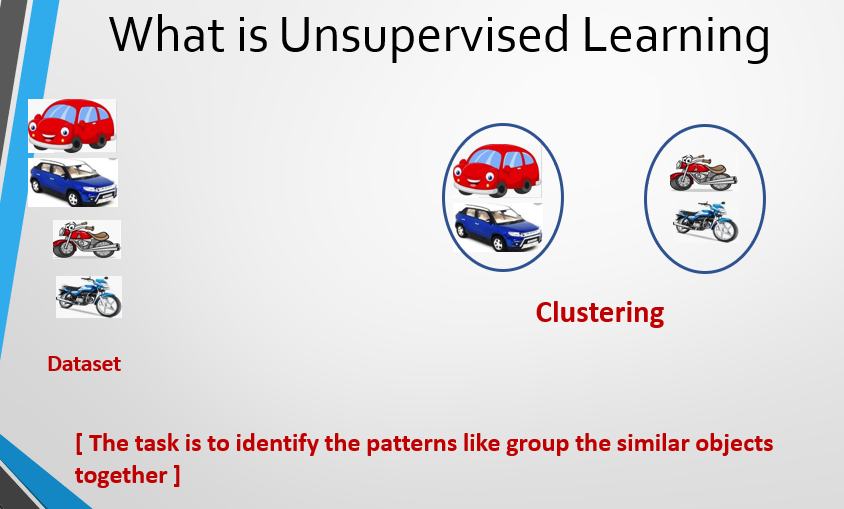 What is Unsupervised Learning
Clustering
Dataset
[ The task is to identify the patterns like group the similar objects
together ]